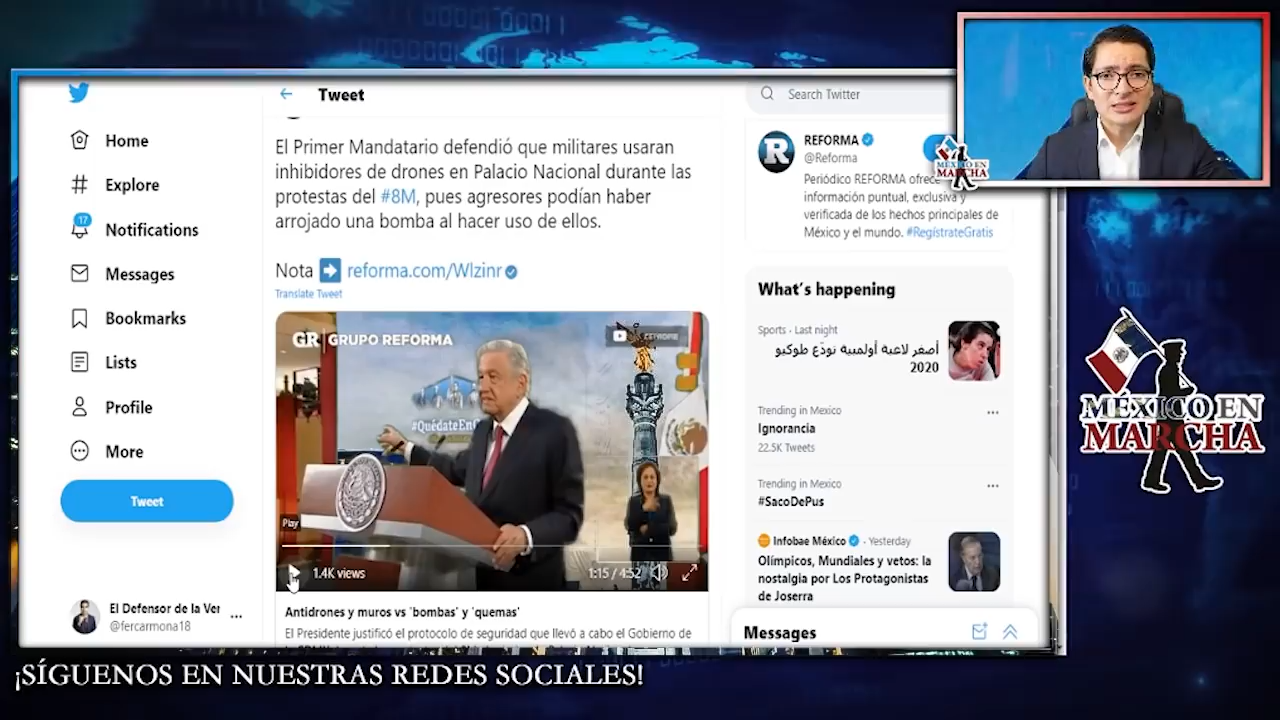 Tweet
Search Twitter
Home
Explore
17
Notifications
Messages
Bookmarks
Lists
Profile
More
Tweet
El Defensor de la Ver
@fercarmona18
El Primer Mandatario defendió que militares usaran
inhibidores de drones en Palacio Nacional durante las
protestas del #8M, pues agresores podían haber
arrojado una bomba al hacer uso de ellos.
Nota reforma.com/Wlzinr
Translate Tweet
GR GRUPO REFORMA
#QuédateEn
Play
1.4K views
1:15 / 4:52
Antidrones y muros vs 'bombas' y 'quemas'
El Presidente justificó el protocolo de seguridad que llevó a cabo el Gobierno de
R REFORMA
@Reforma
Periódico REFORMA ofrece
información puntual, exclusiva y
verificada de los hechos principales de
México y el mundo. #RegístrateGratis
What's happening
Sports · Last night
أصغر لاعبة أولمبية تودّع طوكيو
2020
Trending in Mexico
Ignorancia
22.5K Tweets
Trending in Mexico
#SacoDePus
Infobae México · Yesterday
Olímpicos, Mundiales y vetos: la
nostalgia por Los Protagonistas
de Joserra
Messages
MÉXICO EN
MARCHA
MÉXICO EN
MARCHA
¡SÍGUENOS EN NUESTRAS REDES SOCIALES!